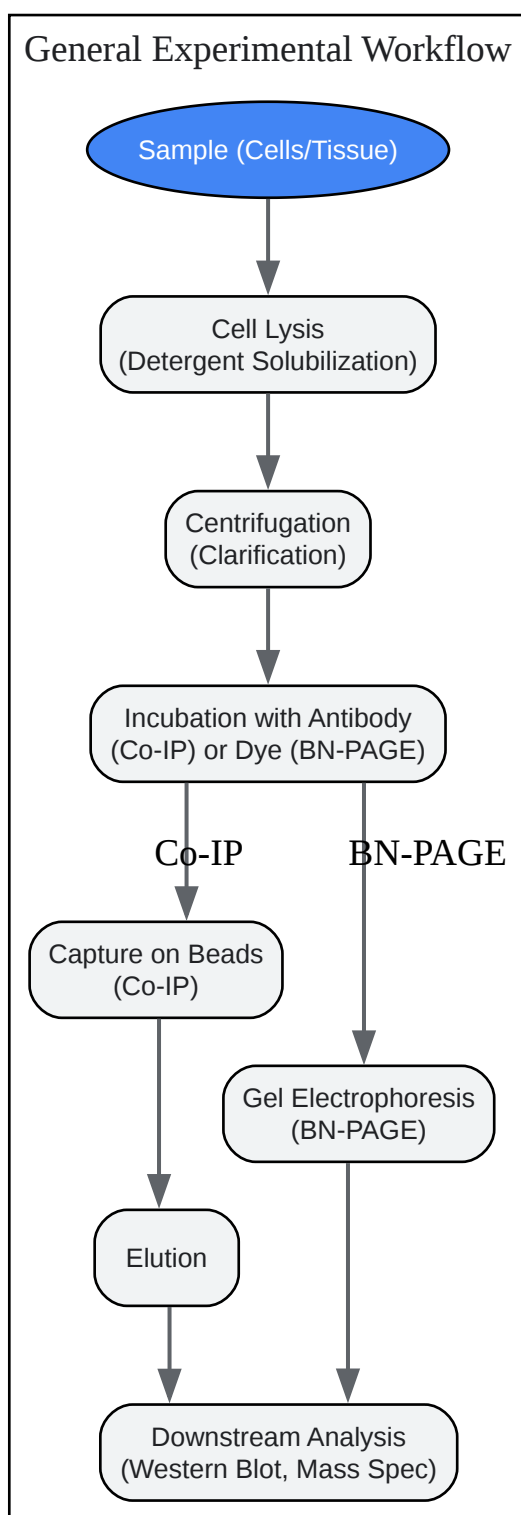 General Experimental Workflow
Sample (Cells/Tissue)
Cell Lysis
(Detergent Solubilization)
Centrifugation
(Clarification)
Incubation with Antibody
(Co-IP) or Dye (BN-PAGE)
Co-IP
BN-PAGE
Capture on Beads
(Co-IP)
Gel Electrophoresis
(BN-PAGE)
Elution
Downstream Analysis
(Western Blot, Mass Spec)